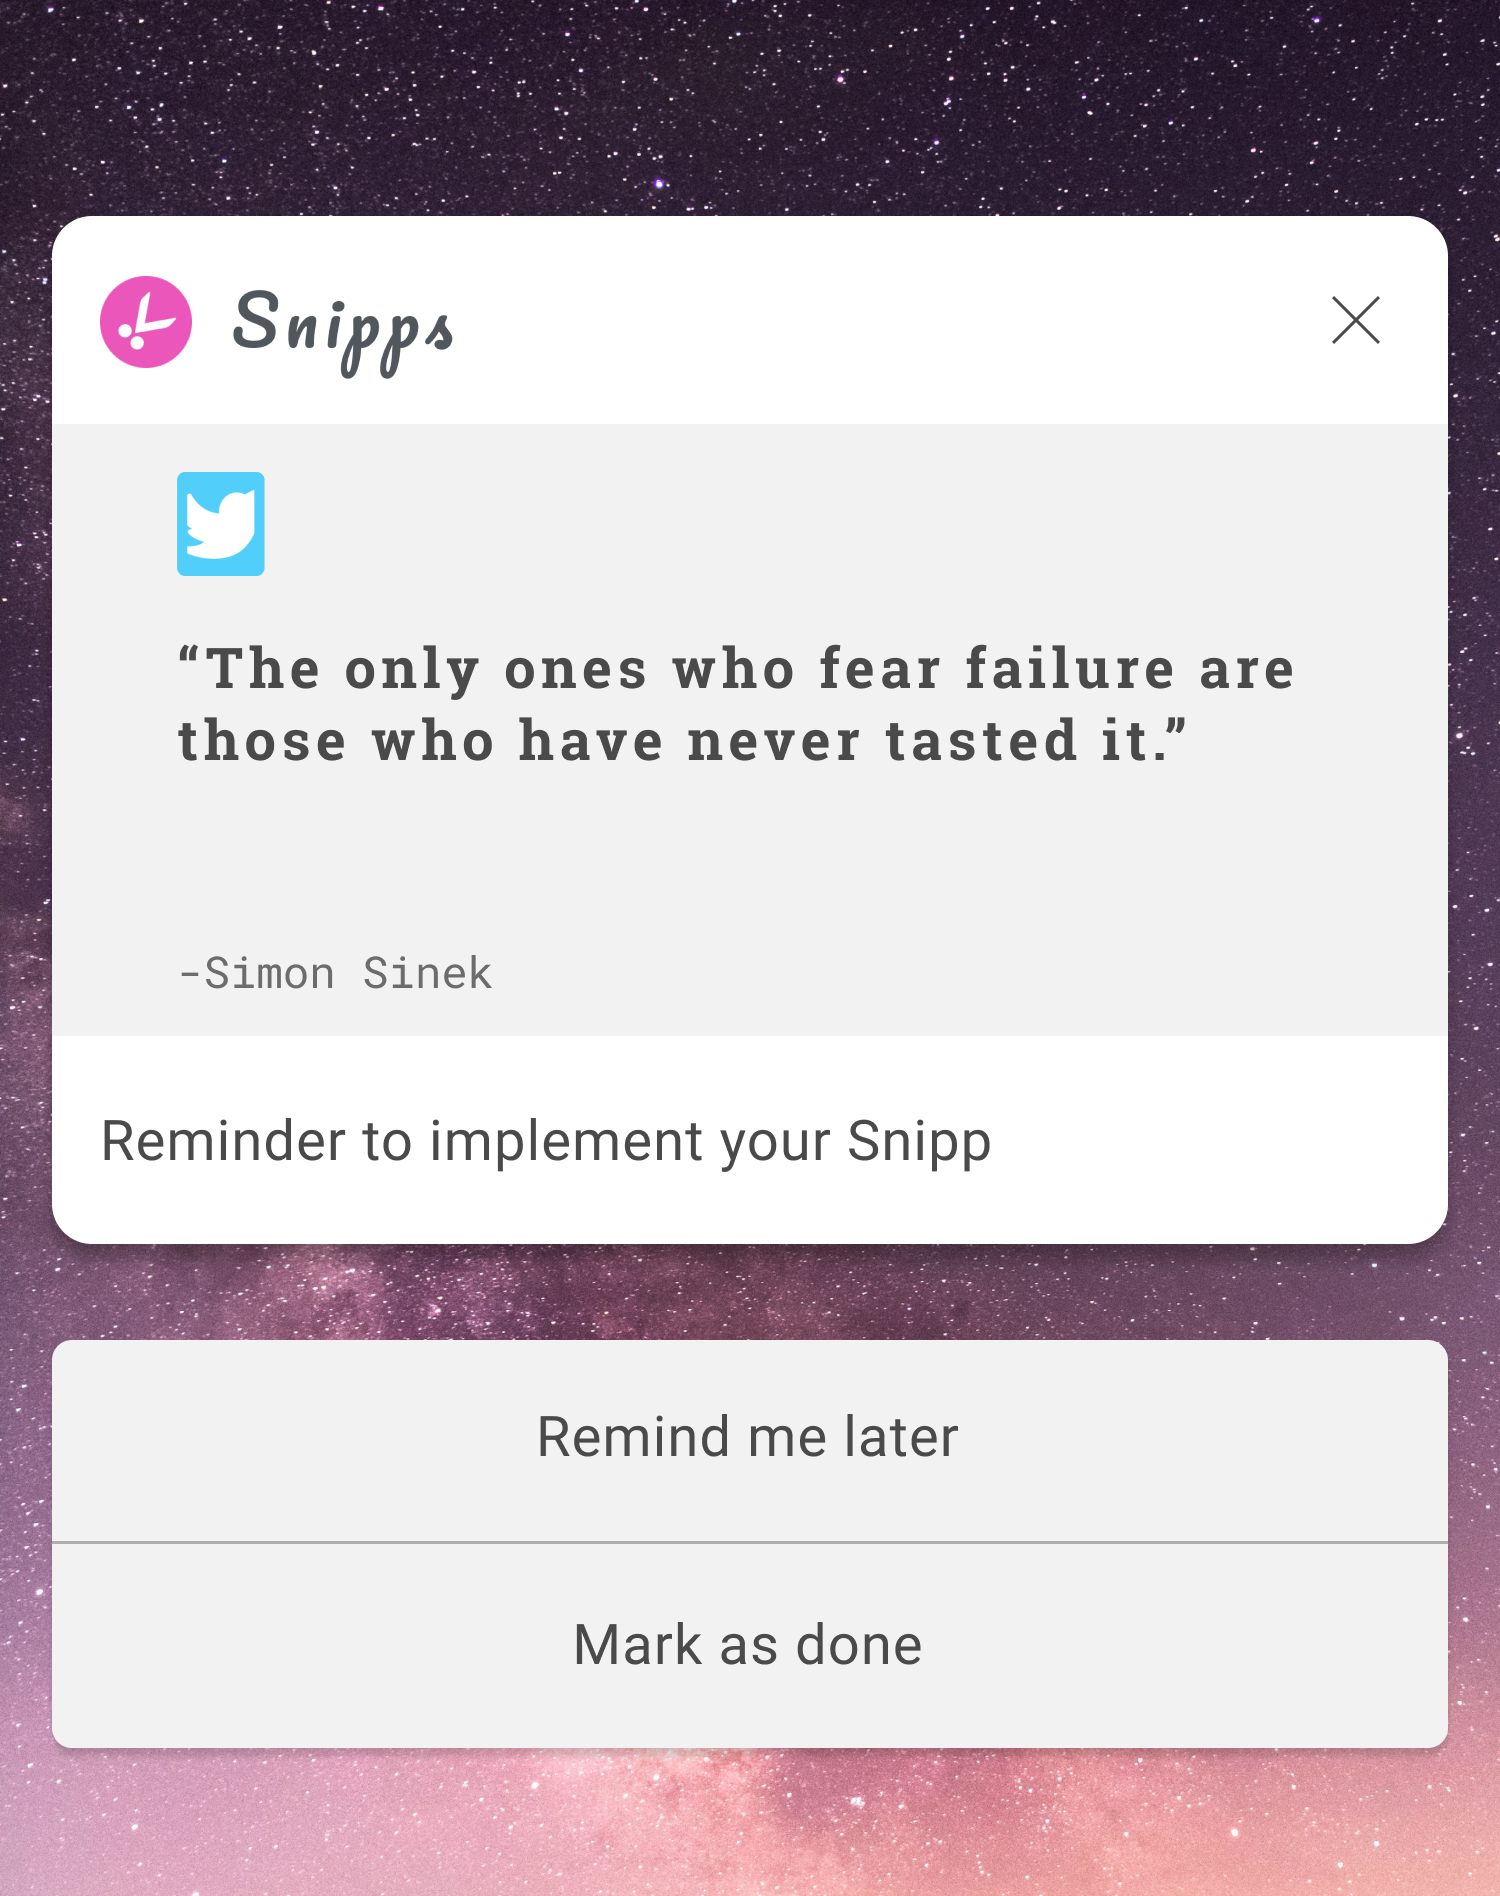 Snipps
“The only ones who fear failure are
those who have never tasted it.”
-Simon Sinek
Reminder to implement your Snipp
Remind me later
Mark as done